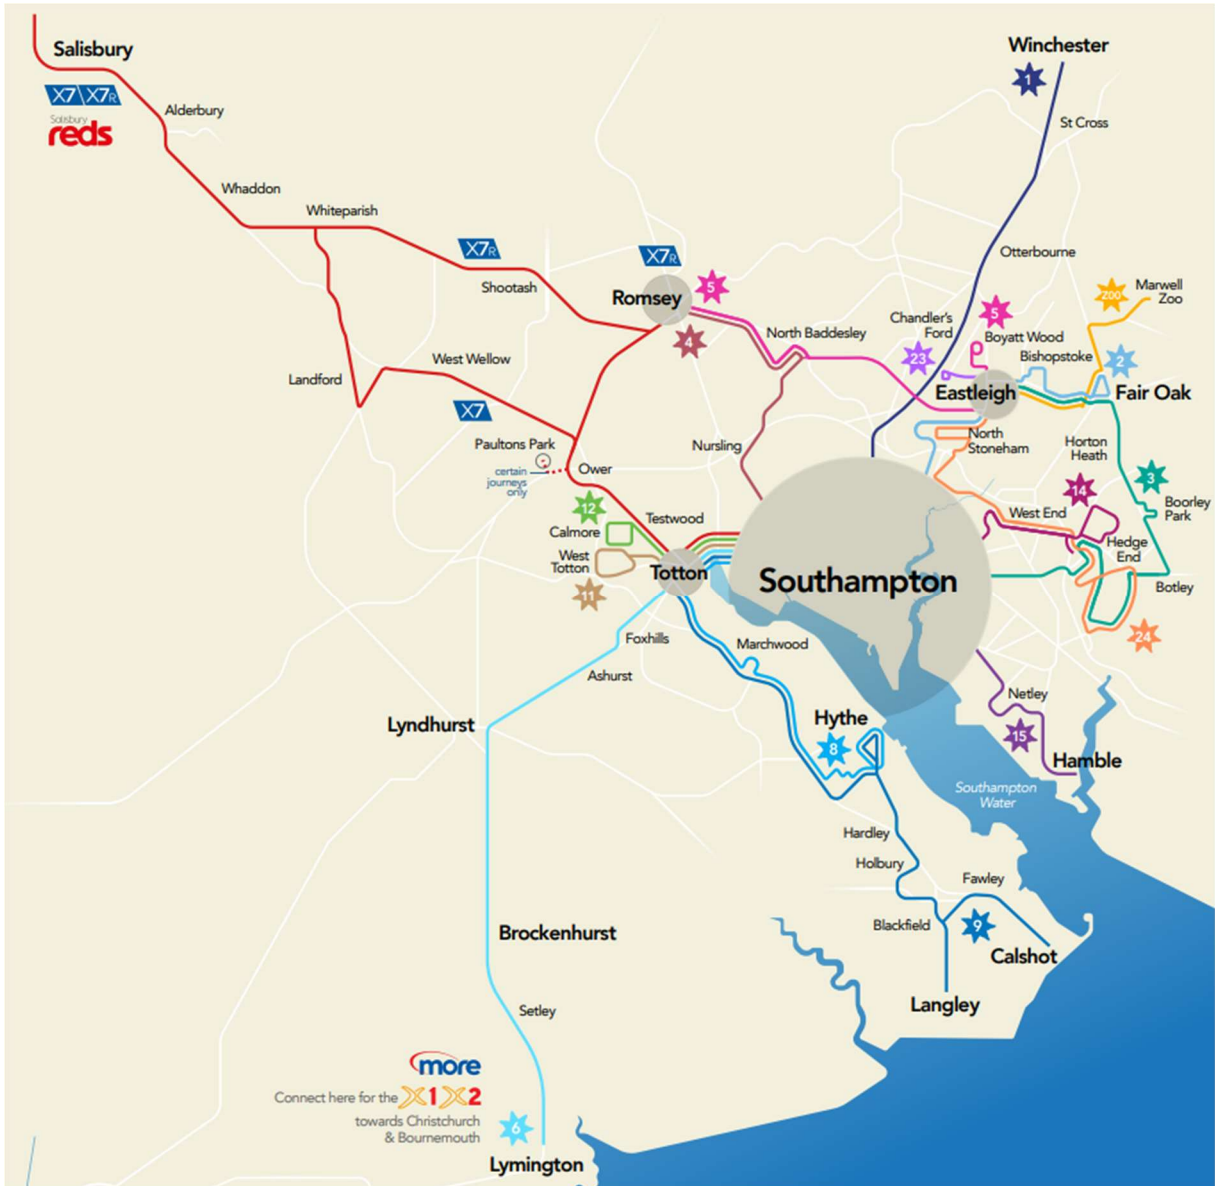 Winchester
Salisbury
1
X7\X7R
Salisbury
reds
Alderbury
St Cross
Whaddon
Whiteparish
X7R
X7R
Otterbourne
Shootash
Romsey
5
ZOO
Marwell
Zoo
Chandler's
Ford
5
4
North Baddesley
Boyatt Wood
23
Bishopstoke
2
West Wellow
Landford
Eastleigh
Fair Oak
X7
Paultons Park
certain
journeys
only
Ower
Nursling
North
Stoneham
Horton
Heath
3
14
12
Testwood
Calmore
West End
Boorley
Park
West
Totton
Hedge
End
Totton
Southampton
Botley
11
Foxhills
24
Marchwood
Ashurst
Netley
Lyndhurst
Hythe
8
15
Hamble
Southampton
Water
Hardley
Holbury
Fawley
Blackfield
9
Brockenhurst
Calshot
Langley
Setley
more
Connect here for the X1 X2
towards Christchurch
& Bournemouth
6
Lymington